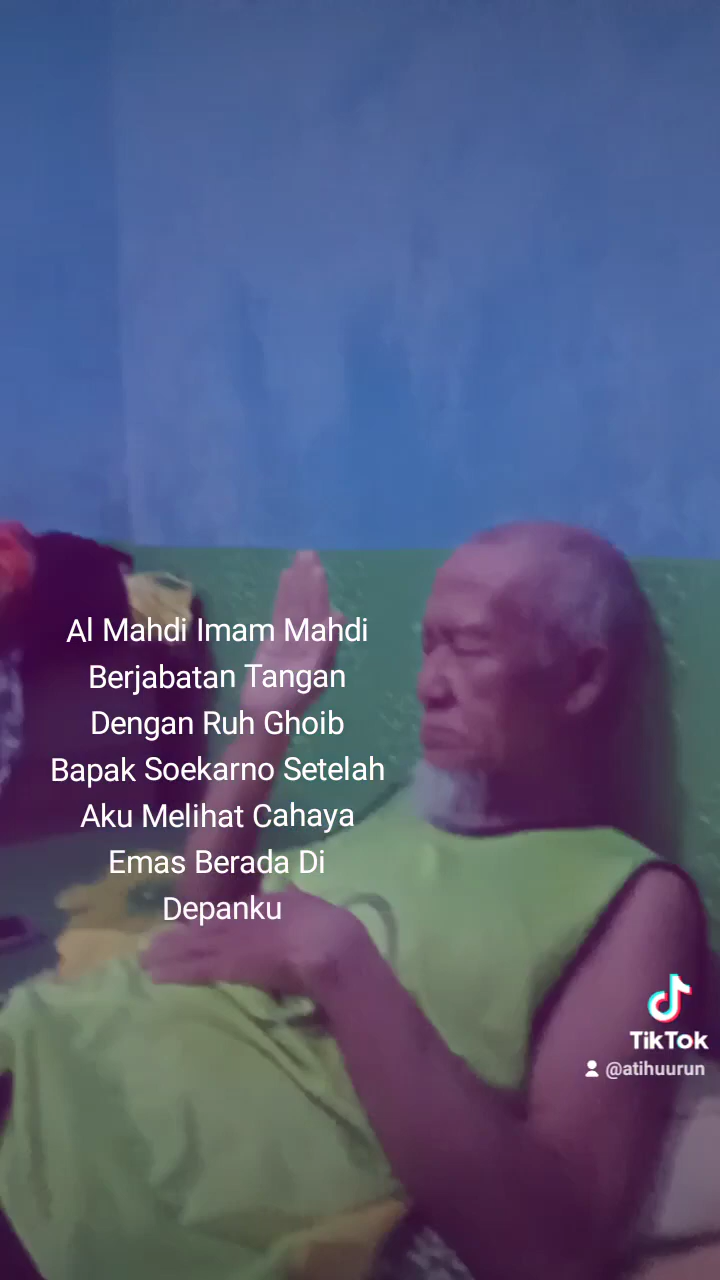 Al Mahdi Imam Mahdi
Berjabatan Tangan
Dengan Ruh Ghoib
Bapak Soekarno Setelah
Aku Melihat Cahaya
Emas Berada Di
Depanku
TikTok
@atihuurun